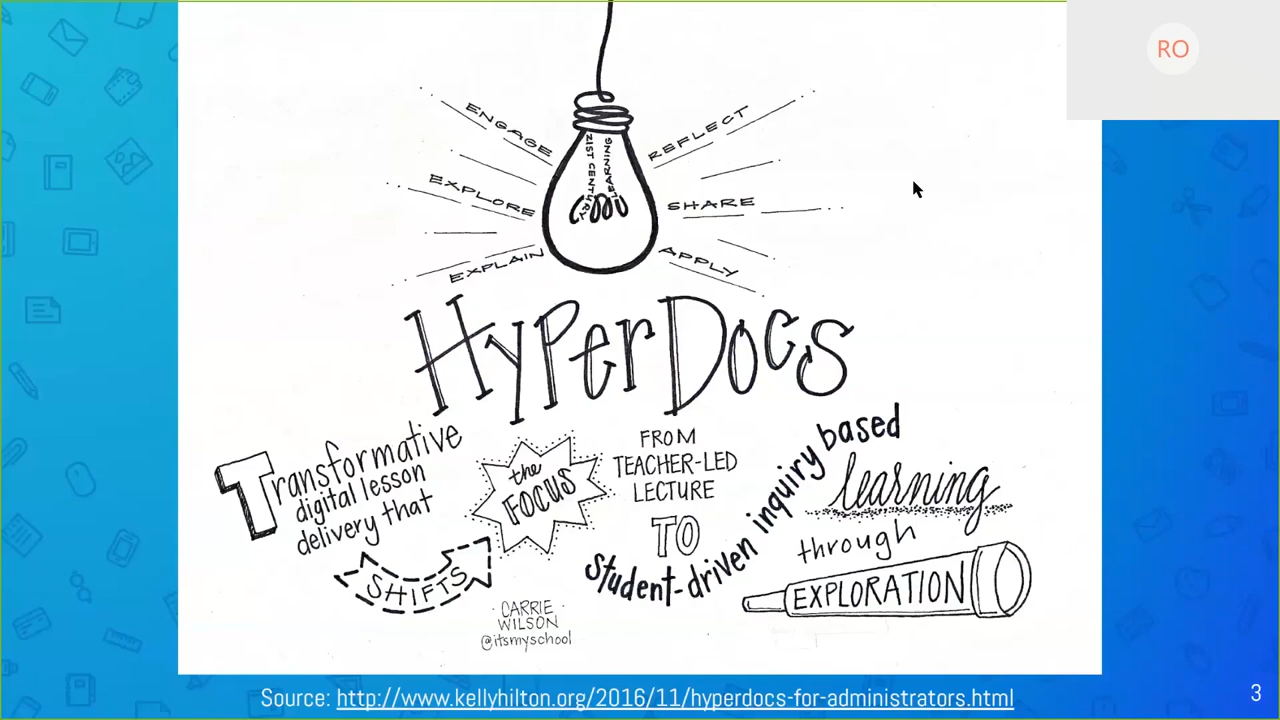 RO
ENGAGE
EXPLORE
EXPLAIN
21ST CENTURY
LEARNING
REFLECT
SHARE
APPLY
HyperDocs
Transformative
digital lesson
delivery that
SHIFTS
the
FOCUS
FROM
TEACHER-LED
LECTURE
TO
student-driven inquiry based
learning
through
EXPLORATION
· CARRIE ·
WILSON
@itsmyschool
Source: http://www.kellyhilton.org/2016/11/hyperdocs-for-administrators.html
3